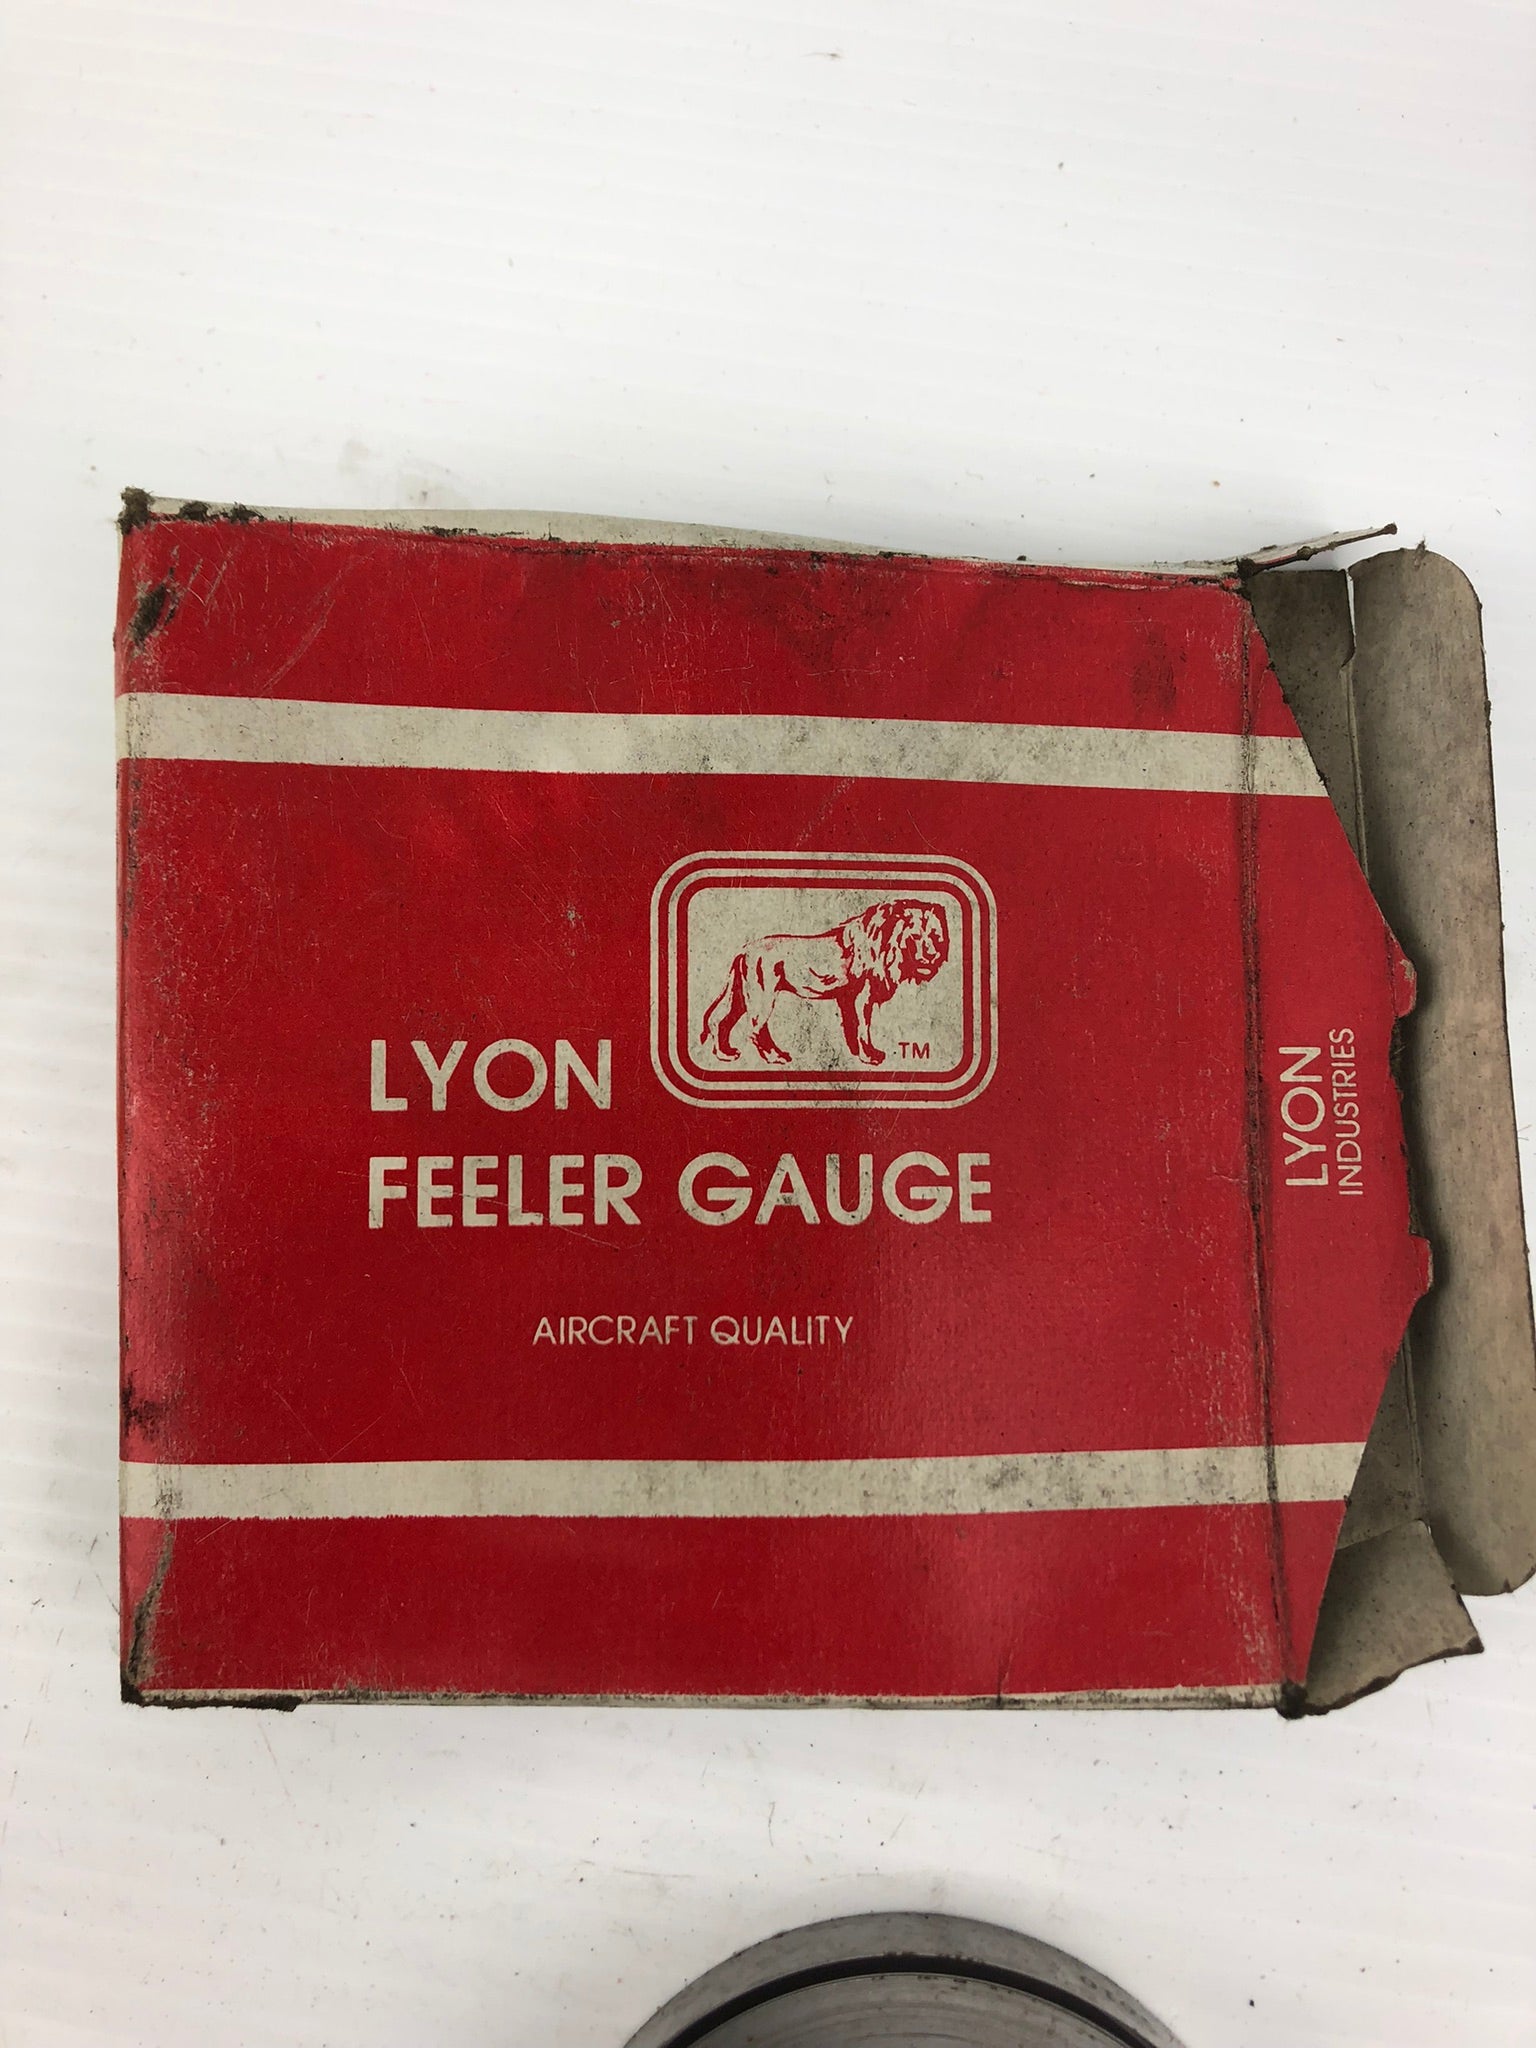 LYON
TM
FEELER GAUGE
AIRCRAFT QUALITY
LYON
INDUSTRIES